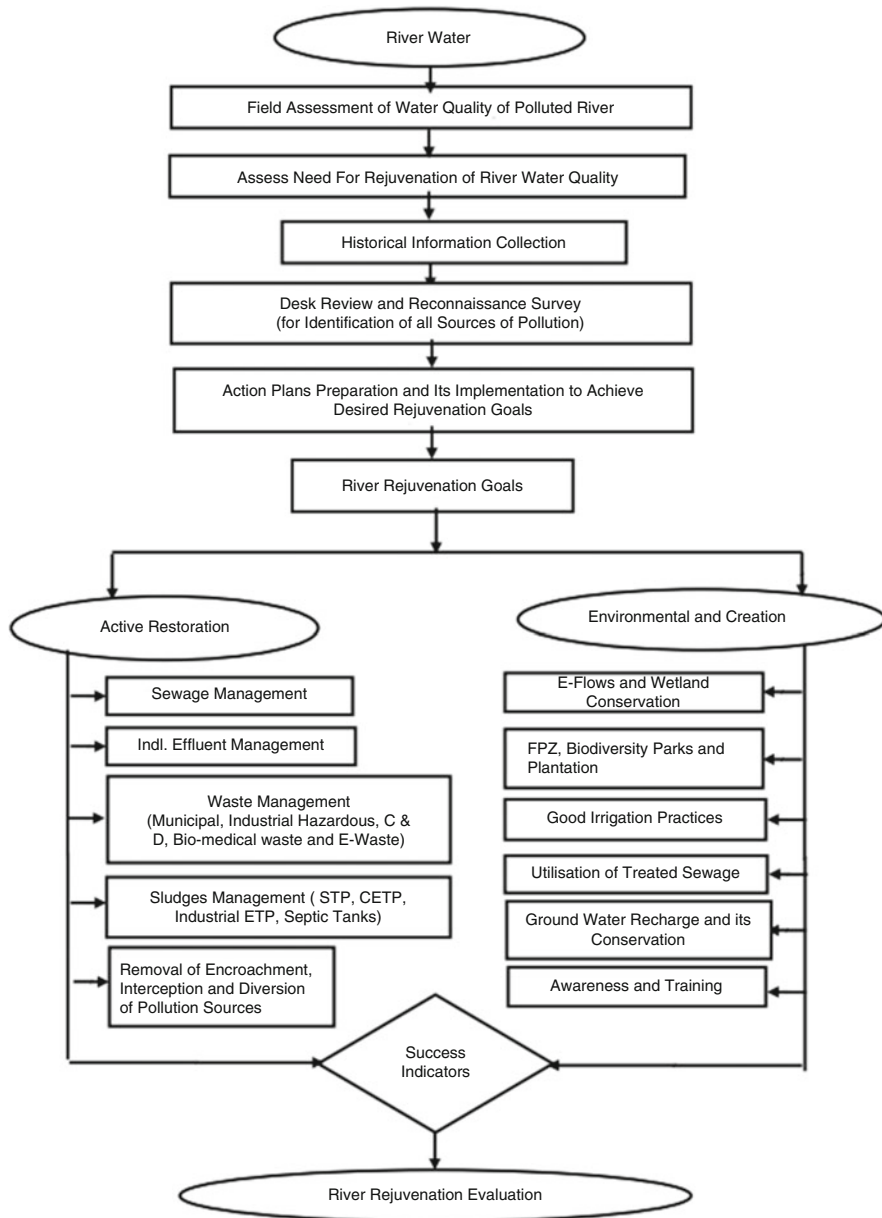 River Water
Field Assessment of Water Quality of Polluted River
Assess Need For Rejuvenation of River Water Quality
Historical Information Collection
Desk Review and Reconnaissance Survey
(for Identification of all Sources of Pollution)
Action Plans Preparation and Its Implementation to Achieve
Desired Rejuvenation Goals
River Rejuvenation Goals
Active Restoration
Sewage Management
Indl. Effluent Management
Waste Management
(Municipal, Industrial Hazardous, C &
D, Bio-medical waste and E-Waste)
Sludges Management ( STP, CETP,
Industrial ETP, Septic Tanks)
Removal of Encroachment,
Interception and Diversion
of Pollution Sources
Environmental and Creation
E-Flows and Wetland
Conservation
FPZ, Biodiversity Parks and
Plantation
Good Irrigation Practices
Utilisation of Treated Sewage
Ground Water Recharge and its
Conservation
Awareness and Training
Success
Indicators
River Rejuvenation Evaluation